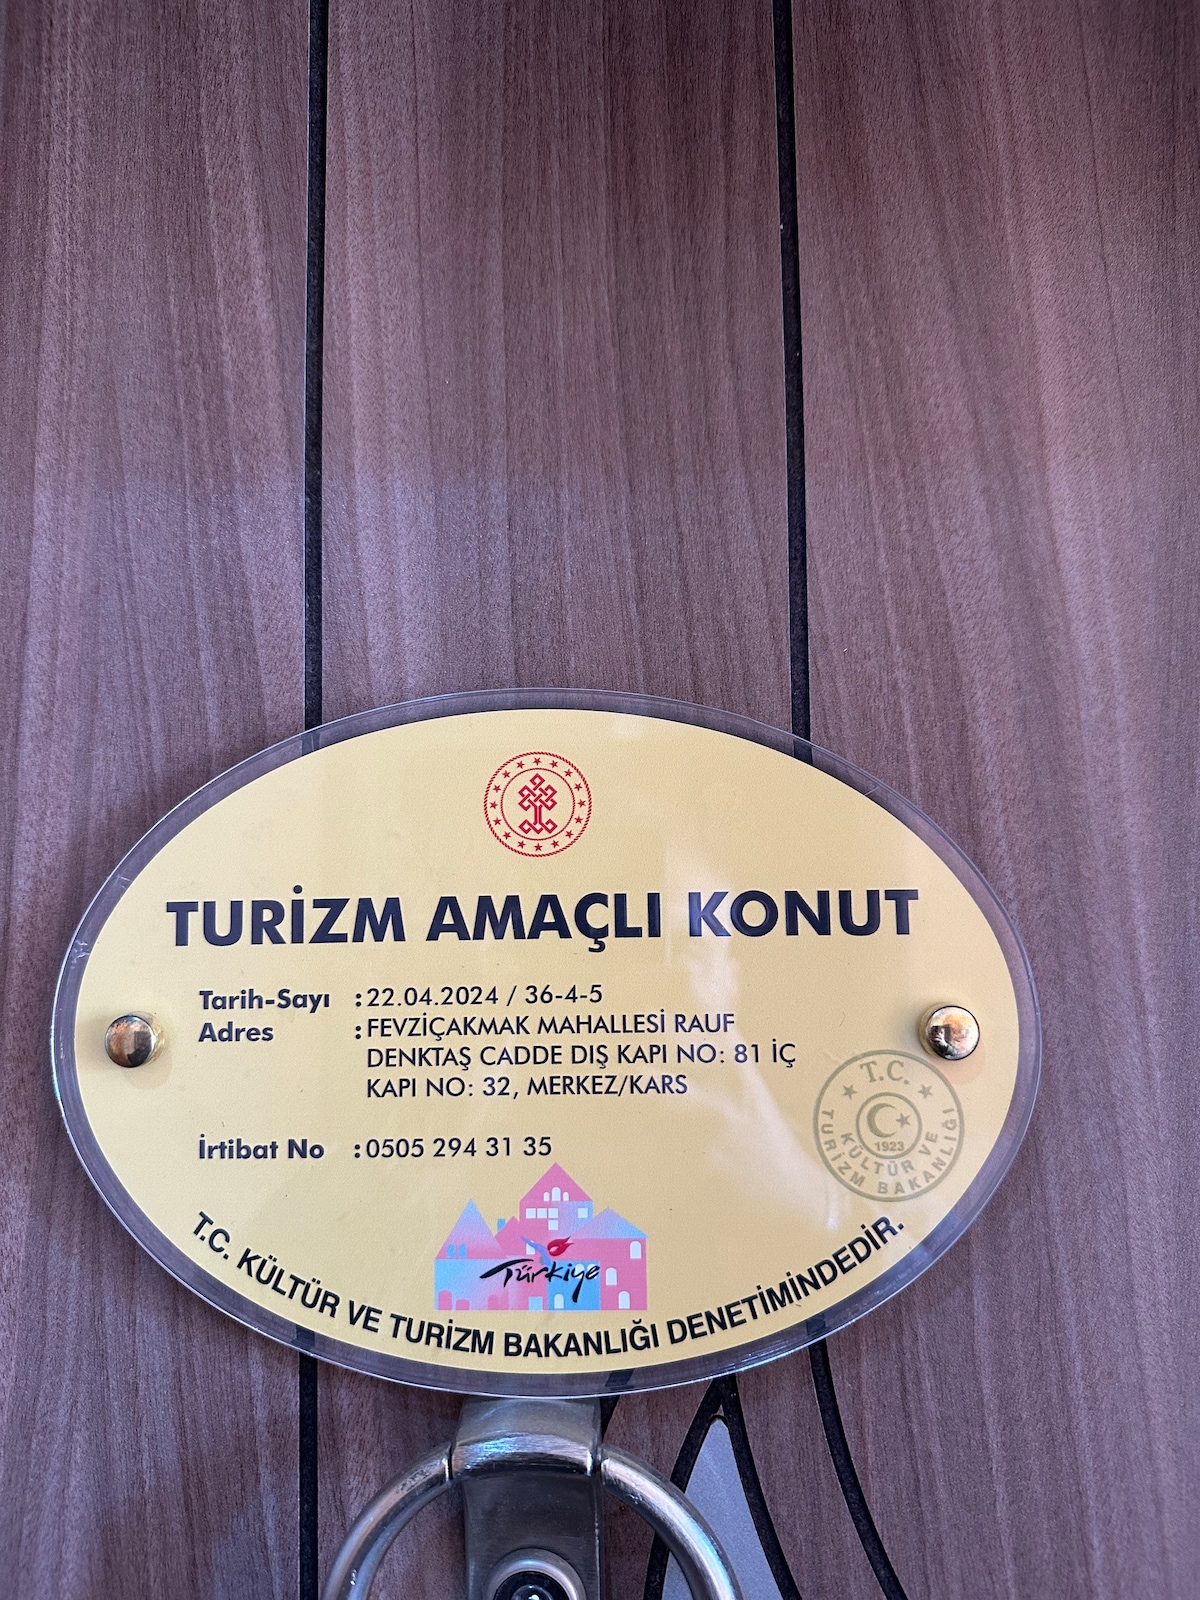 TURİZM AMAÇLI KONUT
Tarih-Sayı : 22.04.2024 / 36-4-5
Adres : FEVZİÇAKMAK MAHALLESİ RAUF
DENKTAŞ CADDE DIŞ KAPI NO: 81 İÇ
KAPI NO: 32, MERKEZ/KARS
İrtibat No : 0505 294 31 35
T.C.
1923
KÜLTÜR VE
TURİZM BAKANLIĞI
Türkiye
T.C. KÜLTÜR VE TURİZM BAKANLIĞI DENETİMİNDEDİR.